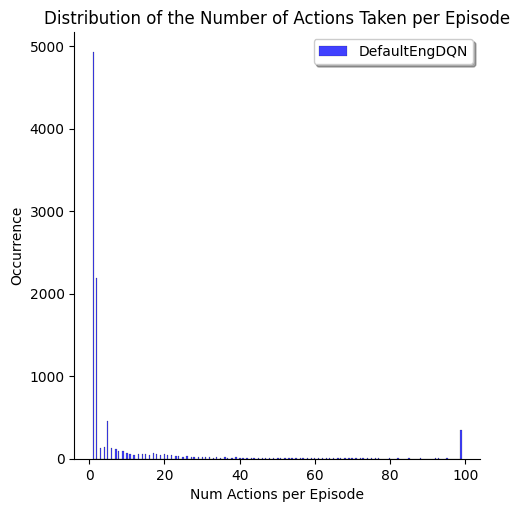 Distribution of the Number of Actions Taken per Episode
DefaultEngDQN
5000
4000
3000
2000
1000
0
Occurrence
0 20 40 60 80 100
Num Actions per Episode